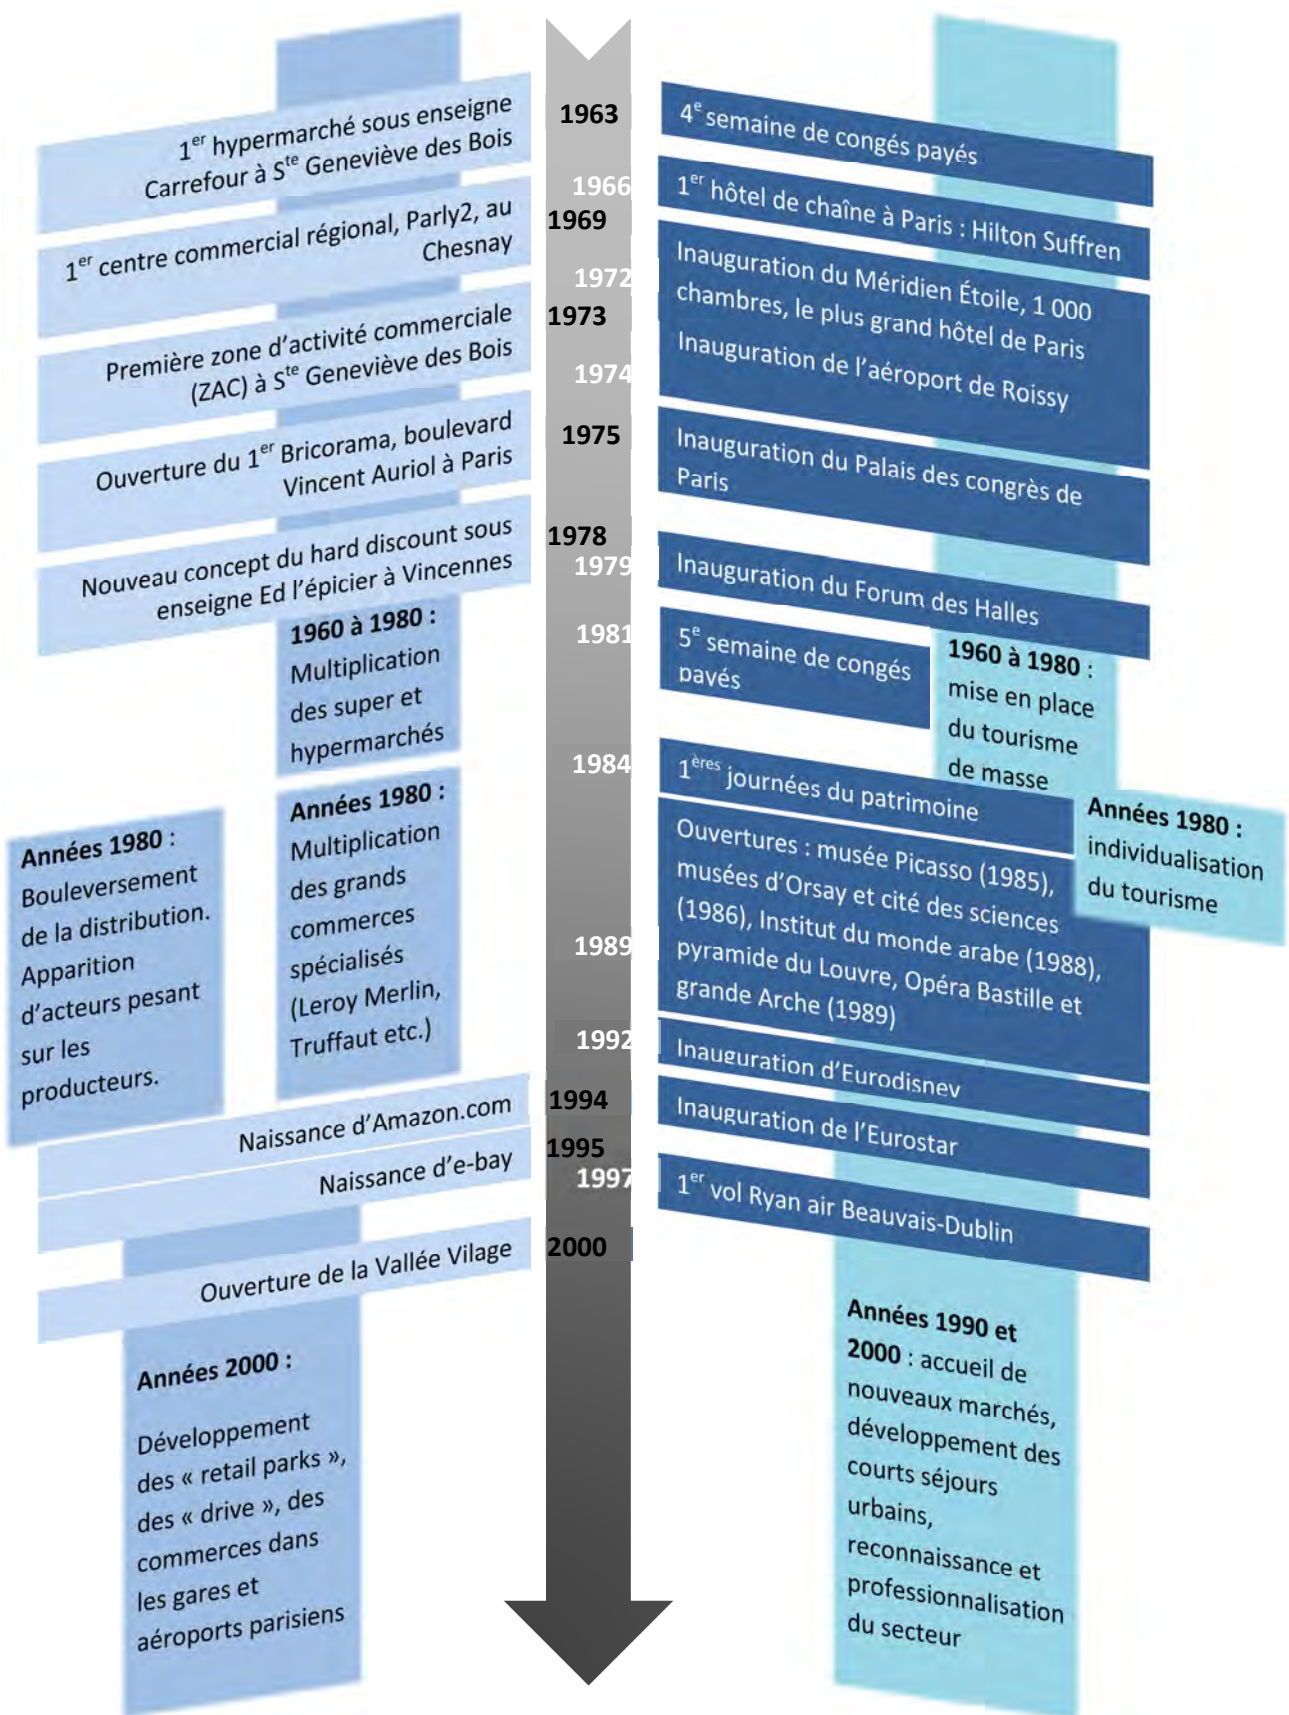 1963
1er hypermarché sous enseigne
Carrefour à Ste Geneviève des Bois
4e semaine de congés payés
1966
1er hôtel de chaîne à Paris : Hilton Suffren
1969
1er centre commercial régional, Parly2, au
Chesnay
1972
Inauguration du Méridien Étoile, 1 000
chambres, le plus grand hôtel de Paris
1973
Première zone d’activité commerciale
(ZAC) à Ste Geneviève des Bois
1974
Inauguration de l’aéroport de Roissy
1975
Ouverture du 1er Bricorama, boulevard
Vincent Auriol à Paris
Inauguration du Palais des congrès de
Paris
1978
Nouveau concept du hard discount sous
enseigne Ed l’épicier à Vincennes
1979
Inauguration du Forum des Halles
1960 à 1980 :
Multiplication
des super et
hypermarchés
1981
5e semaine de congés
payés
1960 à 1980 :
mise en place
du tourisme
de masse
1984
1ères journées du patrimoine
Années 1980 :
Bouleversement
de la distribution.
Apparition
d’acteurs pesant
sur les
producteurs.
Années 1980 :
Multiplication
des grands
commerces
spécialisés
(Leroy Merlin,
Truffaut etc.)
1989
Ouvertures : musée Picasso (1985),
musées d’Orsay et cité des sciences
(1986), Institut du monde arabe (1988),
pyramide du Louvre, Opéra Bastille et
grande Arche (1989)
Années 1980 :
individualisation
du tourisme
1992
Inauguration d’Eurodisney
1994
Naissance d’Amazon.com
Inauguration de l’Eurostar
1995
Naissance d’e-bay
1997
1er vol Ryan air Beauvais-Dublin
2000
Ouverture de la Vallée Vilage
Années 2000 :
Développement
des « retail parks »,
des « drive », des
commerces dans
les gares et
aéroports parisiens
Années 1990 et
2000 : accueil de
nouveaux marchés,
développement des
courts séjours
urbains,
reconnaissance et
professionnalisation
du secteur